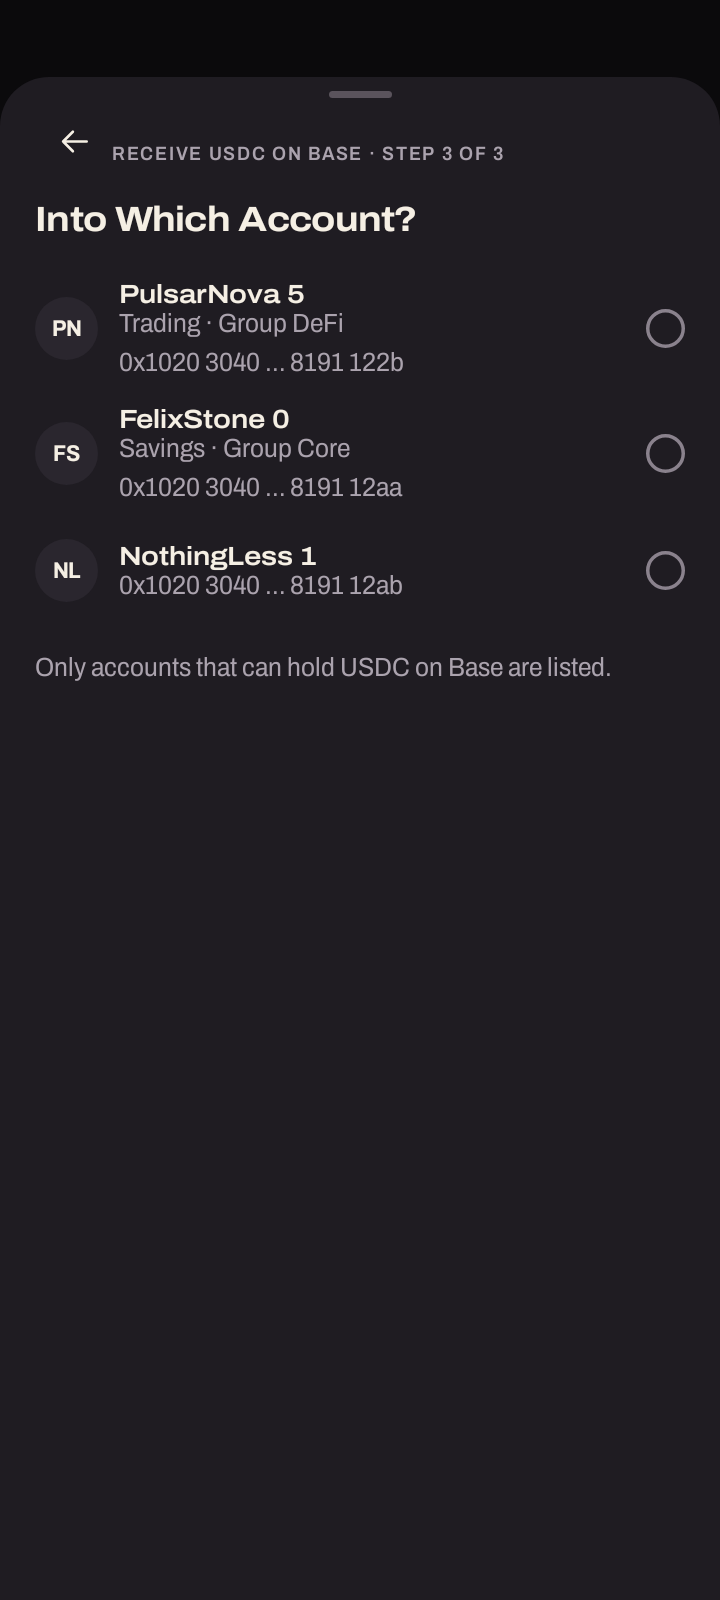 RECEIVE USDC ON BASE · STEP 3 OF 3
Into Which Account?
PN
PulsarNova 5
Trading · Group DeFi
0x1020 3040 ... 8191 122b
FS
FelixStone 0
Savings · Group Core
0x1020 3040 ... 8191 12aa
NL
NothingLess 1
0x1020 3040 ... 8191 12ab
Only accounts that can hold USDC on Base are listed.